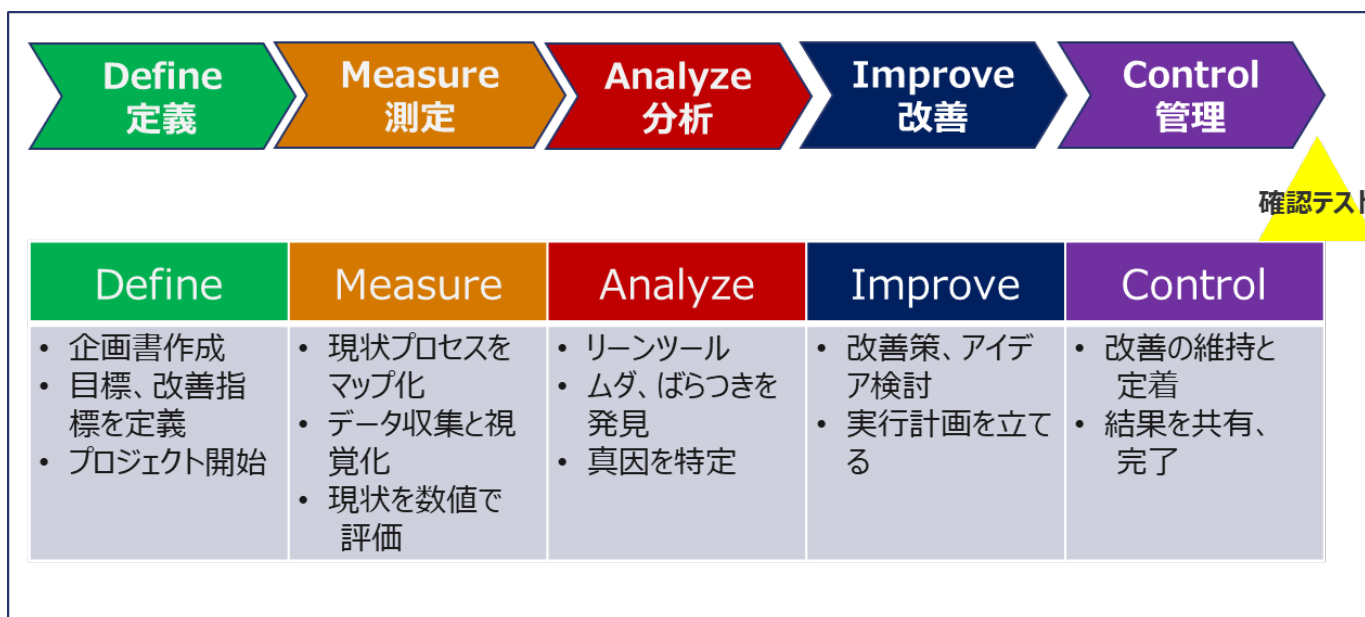 Define
定義
Measure
測定
Analyze
分析
Improve
改善
Control
管理
確認テスト
Define
Measure
Analyze
Improve
Control
• 企画書作成
• 目標、改善指
標を定義
• プロジェクト開始
• 現状プロセスを
マップ化
• データ収集と視
覚化
• 現状を数値で
評価
• リーンツール
• ムダ、ばらつきを
発見
• 真因を特定
• 改善策、アイデ
ア検討
• 実行計画を立て
る
• 改善の維持と
定着
• 結果を共有、
完了